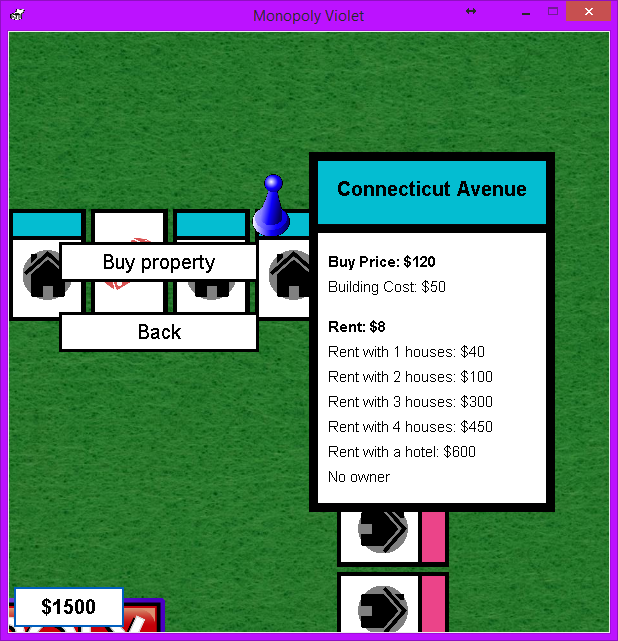 Monopoly Violet
Connecticut Avenue
Buy property
Buy Price: $120
Building Cost: $50
Back
Rent: $8
Rent with 1 houses: $40
Rent with 2 houses: $100
Rent with 3 houses: $300
Rent with 4 houses: $450
Rent with a hotel: $600
No owner
$1500